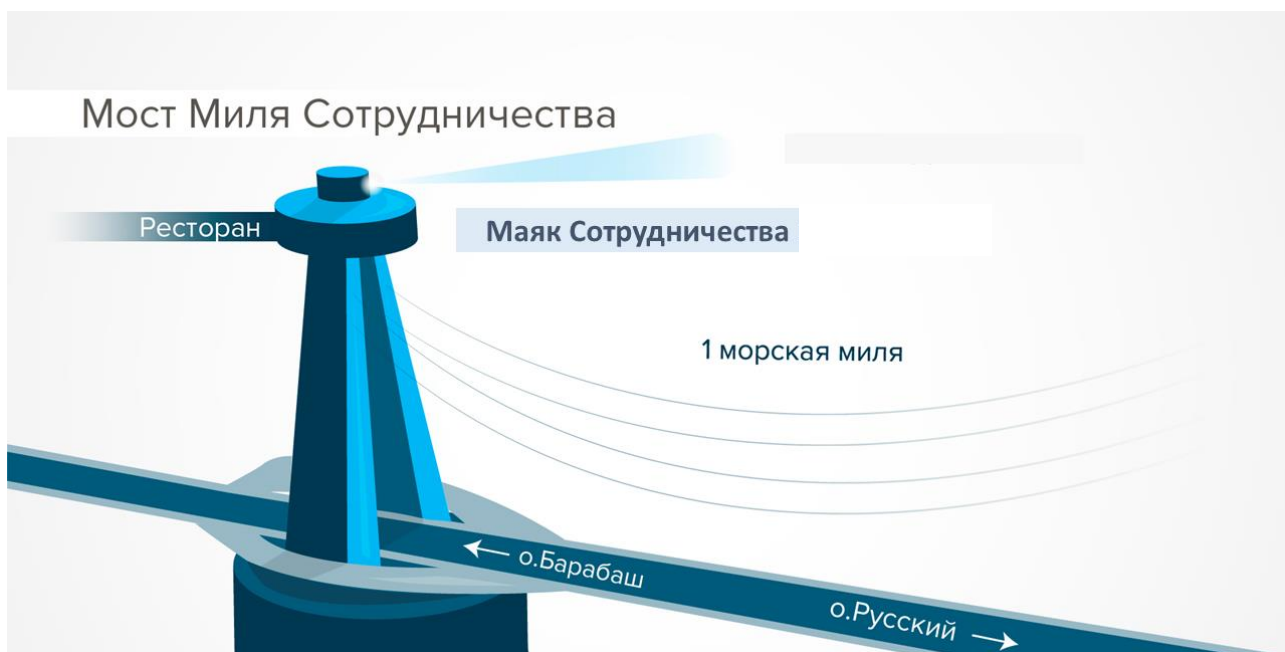 Мост Миля Сотрудничества
Ресторан
Маяк Сотрудничества
1 морская миля
о.Барабаш
о.Русский